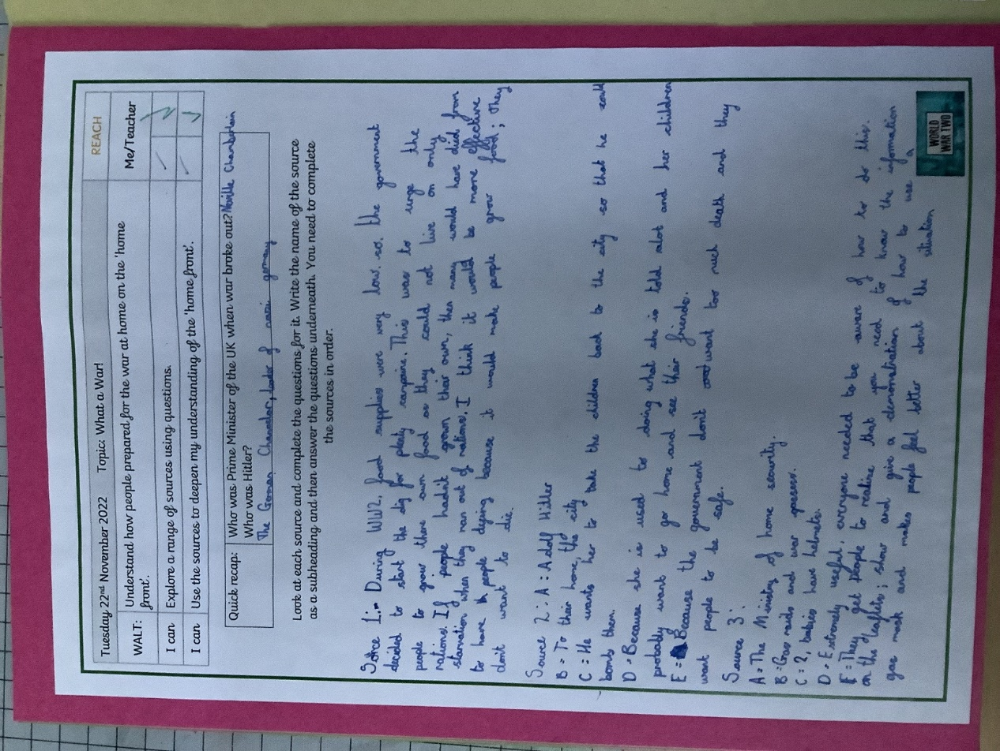 Tuesday 22nd November 2022 Topic: What a War! REACH
WALT: Understand how people prepared for the war at home on the 'home front'. Me/Teacher
I can Explore a range of sources using questions.
I can Use the sources to deepen my understanding of the 'home front'.
Quick recap: Who was Prime Minister of the UK when war broke out? Neville Chamberlain
Who was Hitler?
The German Chancelor, leader of nazi germany
Look at each source and complete the questions for it. Write the name of the source
as a subheading and then answer the questions underneath. You need to complete
the sources in order.
Source 1:- During WW2, food supplies were very low. so, the government
decided to start the dig for plenty campaine. This was to urge the
people to grow there own food as they could not live on only
rations. If people hadn't grown their own, then many would have died from
starvation when they ran out of rations. I think it would be more effective
to have people digging because it would make people grow food; they
don't want to die.
Source 2: A: Adolf Hitler
B = To their home, the city
C = He wants her to take the children back to the city so that he could
bomb them.
D = Because she is used to doing what she is told alot and her children
probably want to go home and see their friends.
E = Because the government don't want too much death and they
want people to be safe.
Source 3:
A = The Ministry of home security.
B: Gas raids and war gasses.
C = 2, babies have helmets.
D = Extremely useful, everyone needed to be aware of how to do this.
E = They get people to realize that you need to know the information
on the leaflets; show and give a demonstration of how to use a
gas mask and makes people feel better about the situation
WORLD
WAR TWO